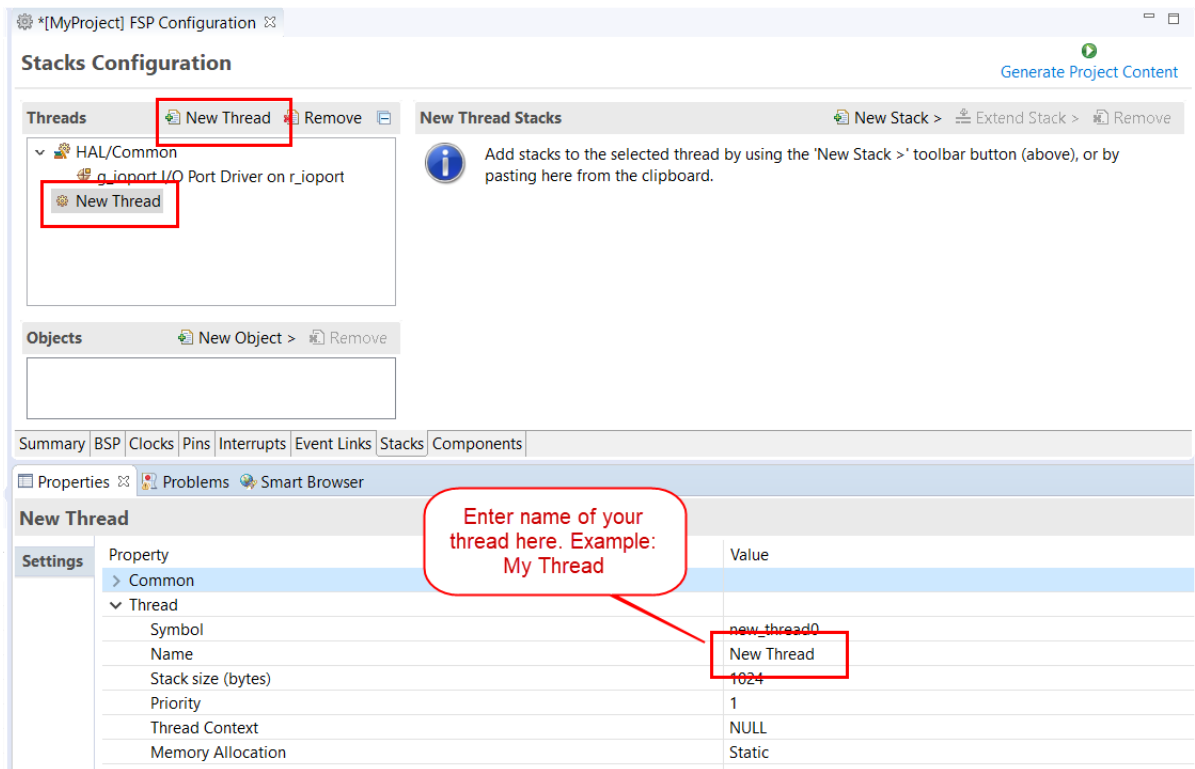 *[MyProject] FSP Configuration
Stacks Configuration
Generate Project Content
Threads New Thread Remove
New Thread Stacks New Stack > Extend Stack > Remove
HAL/Common
g_ioport I/O Port Driver on r_ioport
New Thread
Add stacks to the selected thread by using the 'New Stack >' toolbar button (above), or by
pasting here from the clipboard.
Objects New Object > Remove
Summary BSP Clocks Pins Interrupts Event Links Stacks Components
Properties Problems Smart Browser
New Thread
Enter name of your
thread here. Example:
My Thread
Settings
Property Value
> Common
Thread
Symbol new_thread0
Name New Thread
Stack size (bytes) 1024
Priority 1
Thread Context NULL
Memory Allocation Static